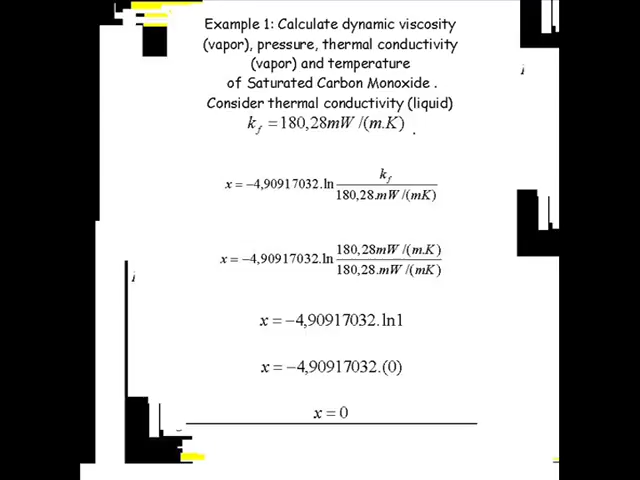 Example 1: Calculate dynamic viscosity
(vapor), pressure, thermal conductivity
(vapor) and temperature
of Saturated Carbon Monoxide .
Consider thermal conductivity (liquid)
k_f = 180,28mW /(m.K) .
i
x = −4,90917032.ln k_f / 180,28.mW /(mK)
x = −4,90917032.ln 180,28mW /(m.K) / 180,28.mW /(mK)
i
x = −4,90917032.ln1
x = −4,90917032.(0)
x = 0